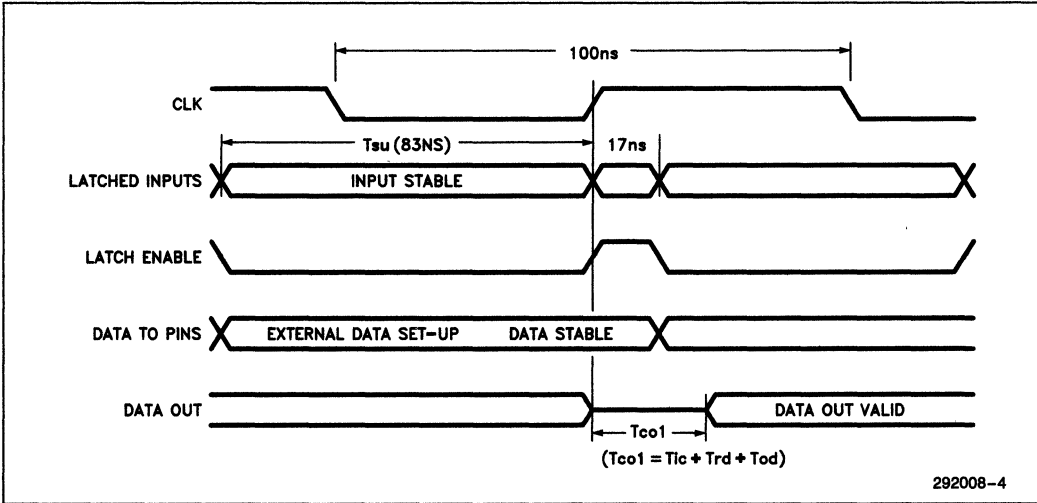 100ns
CLK
Tsu (83NS)
17ns
LATCHED INPUTS
INPUT STABLE
LATCH ENABLE
DATA TO PINS
EXTERNAL DATA SET-UP DATA STABLE
DATA OUT
DATA OUT VALID
Tco1
(Tco1 = Tic + Trd + Tod)
292008-4